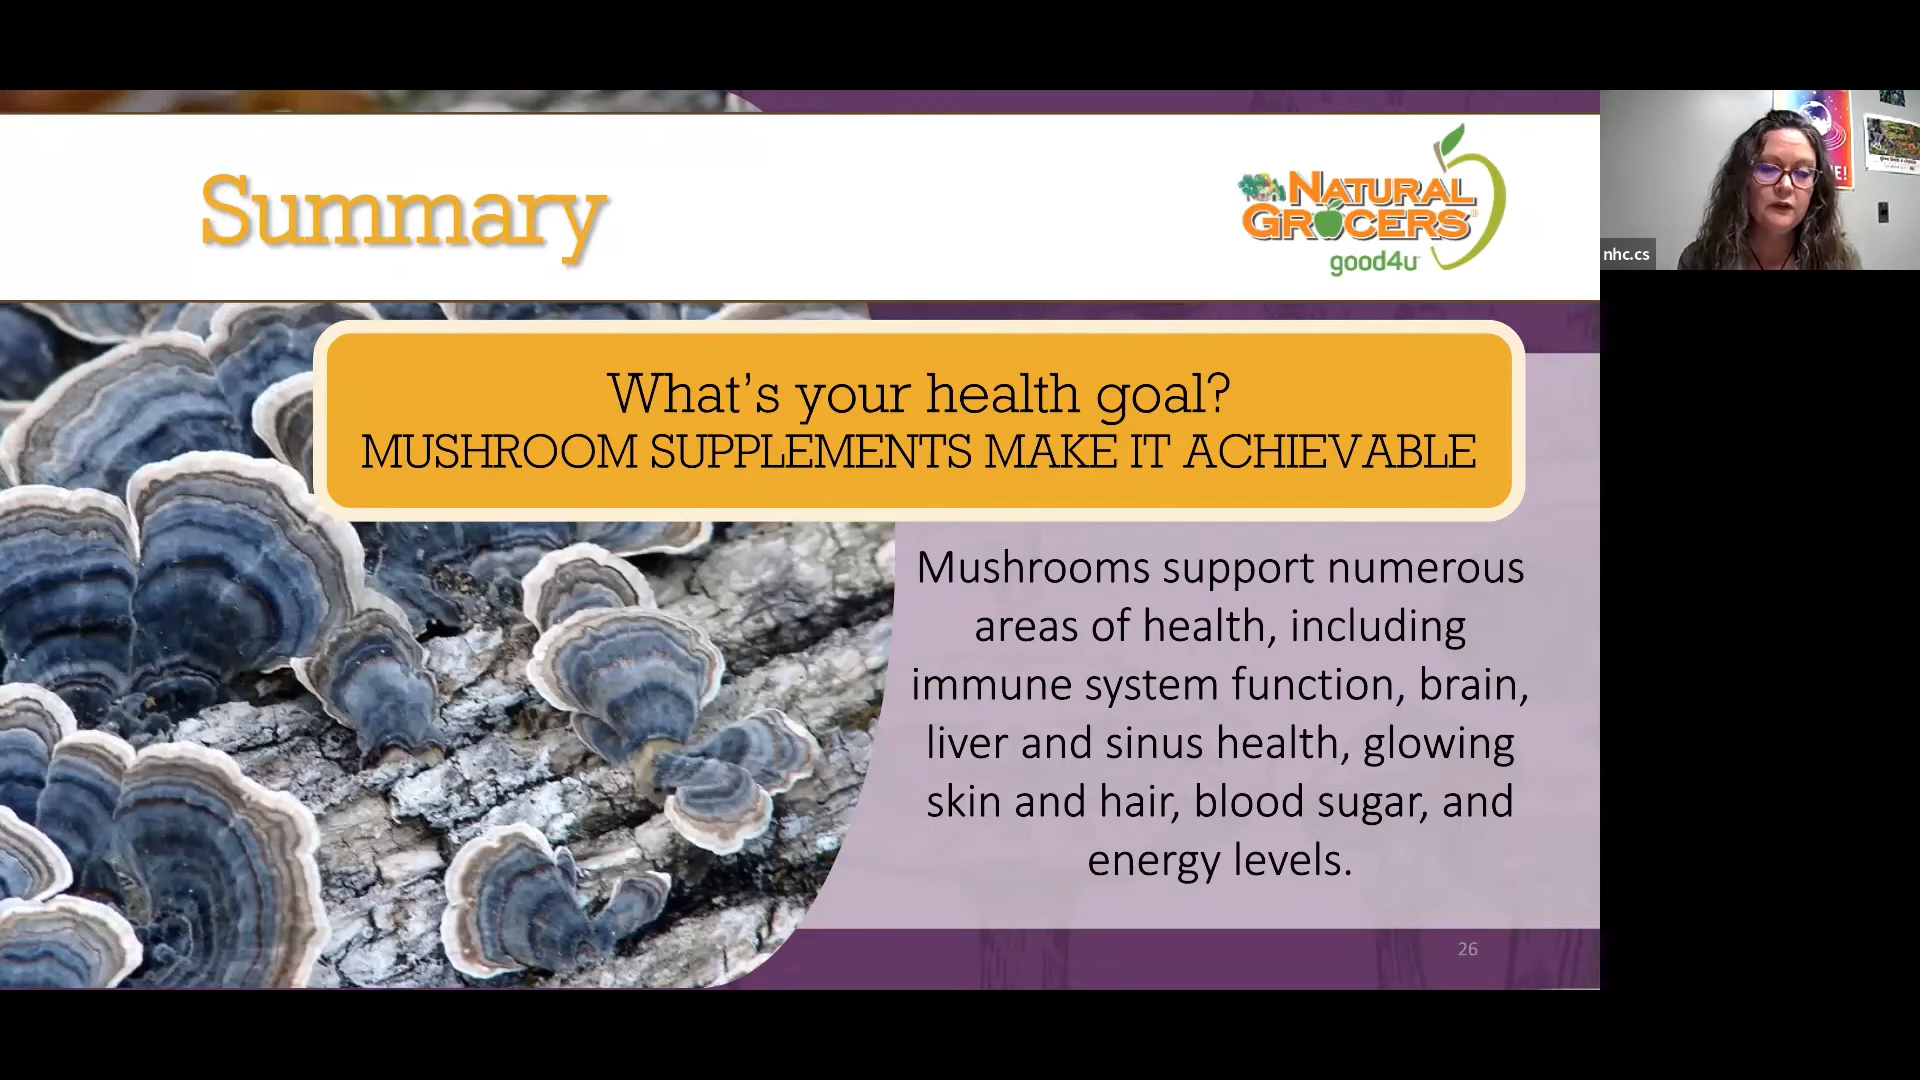 Summary
NATURAL
GROCERS®
good4u
nhc.cs
What's your health goal?
MUSHROOM SUPPLEMENTS MAKE IT ACHIEVABLE
Mushrooms support numerous
areas of health, including
immune system function, brain,
liver and sinus health, glowing
skin and hair, blood sugar, and
energy levels.
26